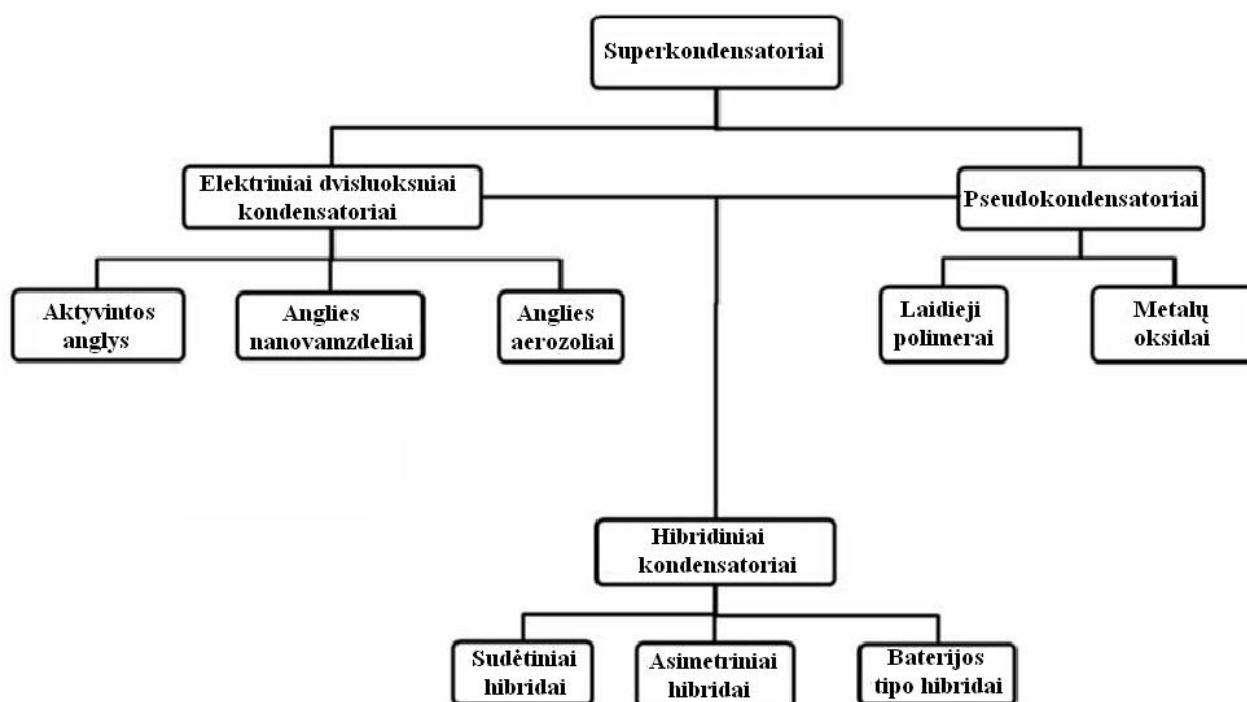 Superkondensatoriai
Elektriniai dvisluoksniai
kondensatoriai
Pseudokondensatoriai
Aktyvintos
anglys
Anglies
nanovamzdeliai
Anglies
aerozoliai
Laidieji
polimerai
Metalų
oksidai
Hibridiniai
kondensatoriai
Sudėtiniai
hibridai
Asimetriniai
hibridai
Baterijos
tipo hibridai